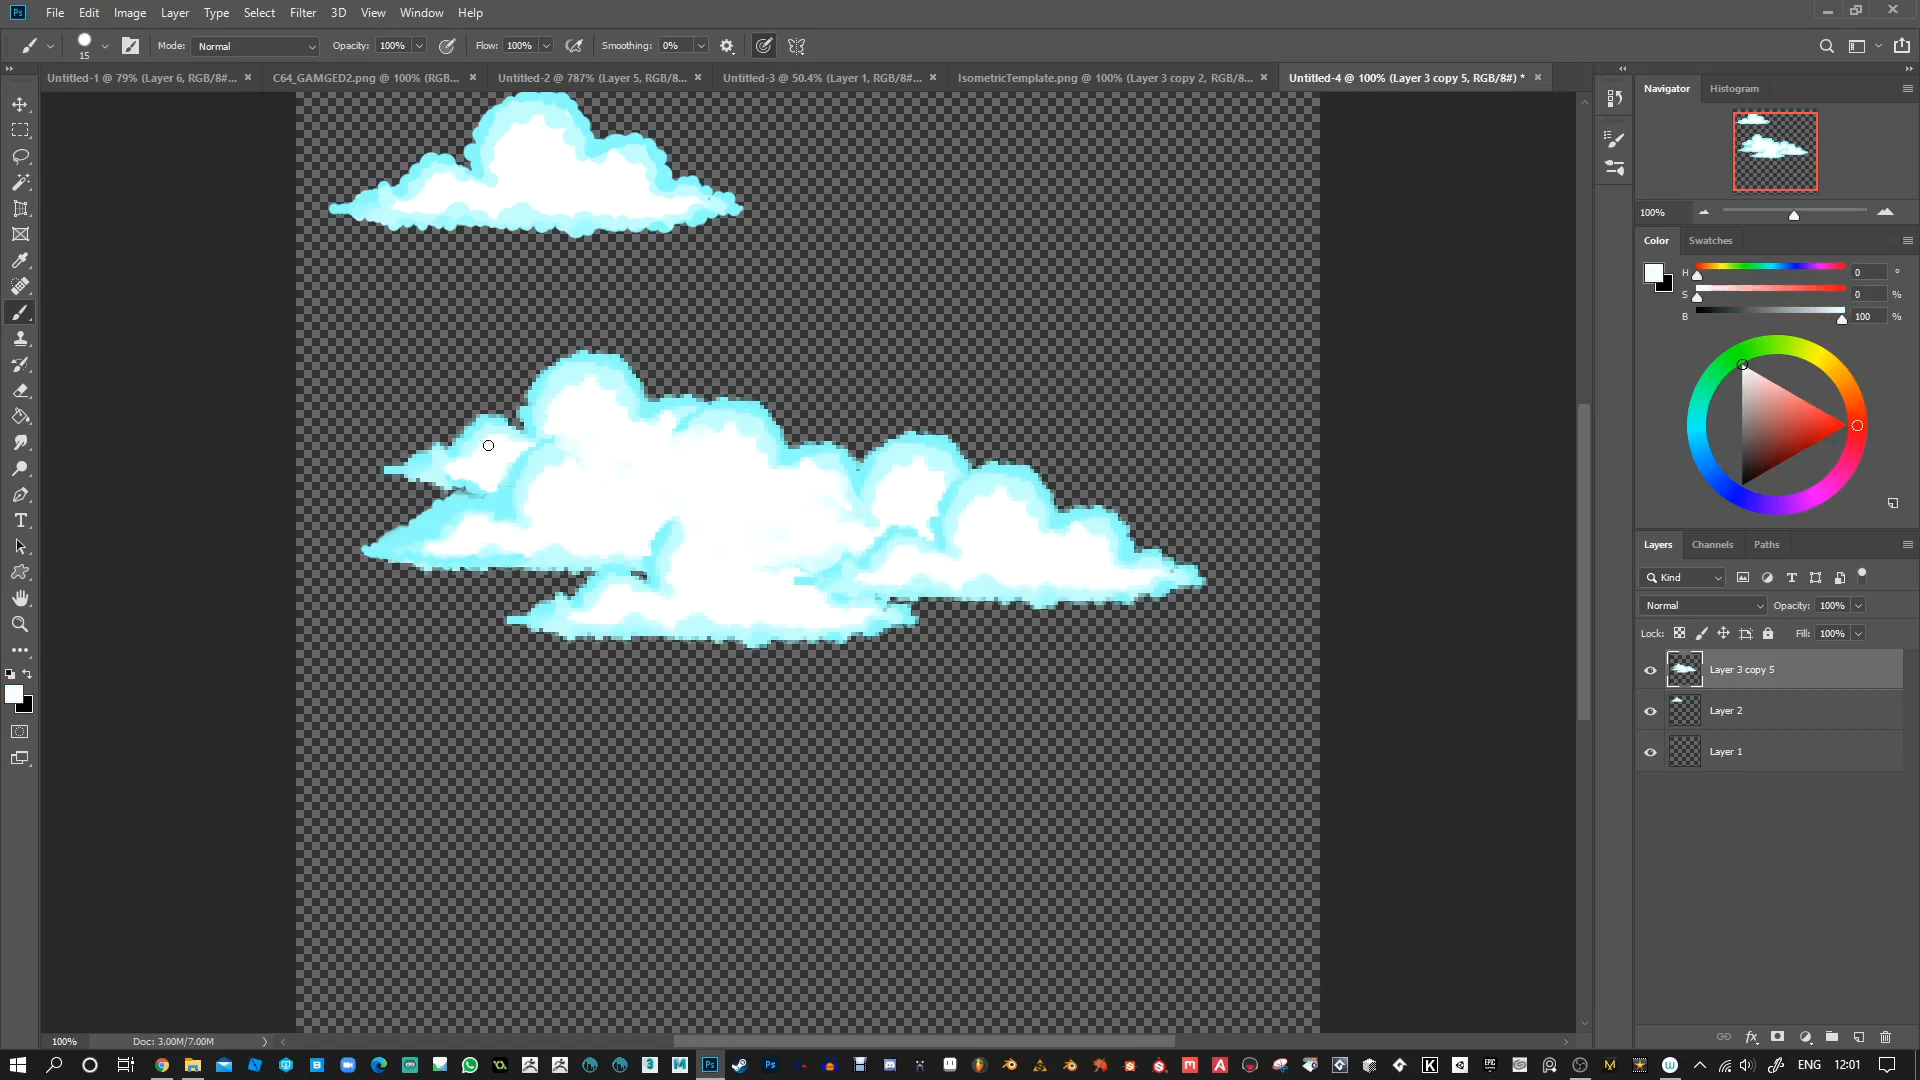 Ps File Edit Image Layer Type Select Filter 3D View Window Help
15 Mode: Normal Opacity: 100% Flow: 100% Smoothing: 0%
Untitled-1 @ 79% (Layer 6, RGB/8#... × C64_GAMGED2.png @ 100% (RGB... × Untitled-2 @ 787% (Layer 5, RGB/8... × Untitled-3 @ 50.4% (Layer 1, RGB/8#... × IsometricTemplate.png @ 100% (Layer 3 copy 2, RGB/8... × Untitled-4 @ 100% (Layer 3 copy 5, RGB/8#) * ×
Navigator Histogram
100%
Color Swatches
H 0 °
S 0 %
B 100 %
Layers Channels Paths
Kind
Normal Opacity: 100%
Lock: Fill: 100%
Layer 3 copy 5
Layer 2
Layer 1
fx
100% Doc: 3.00M/7.00M
ENG 12:01